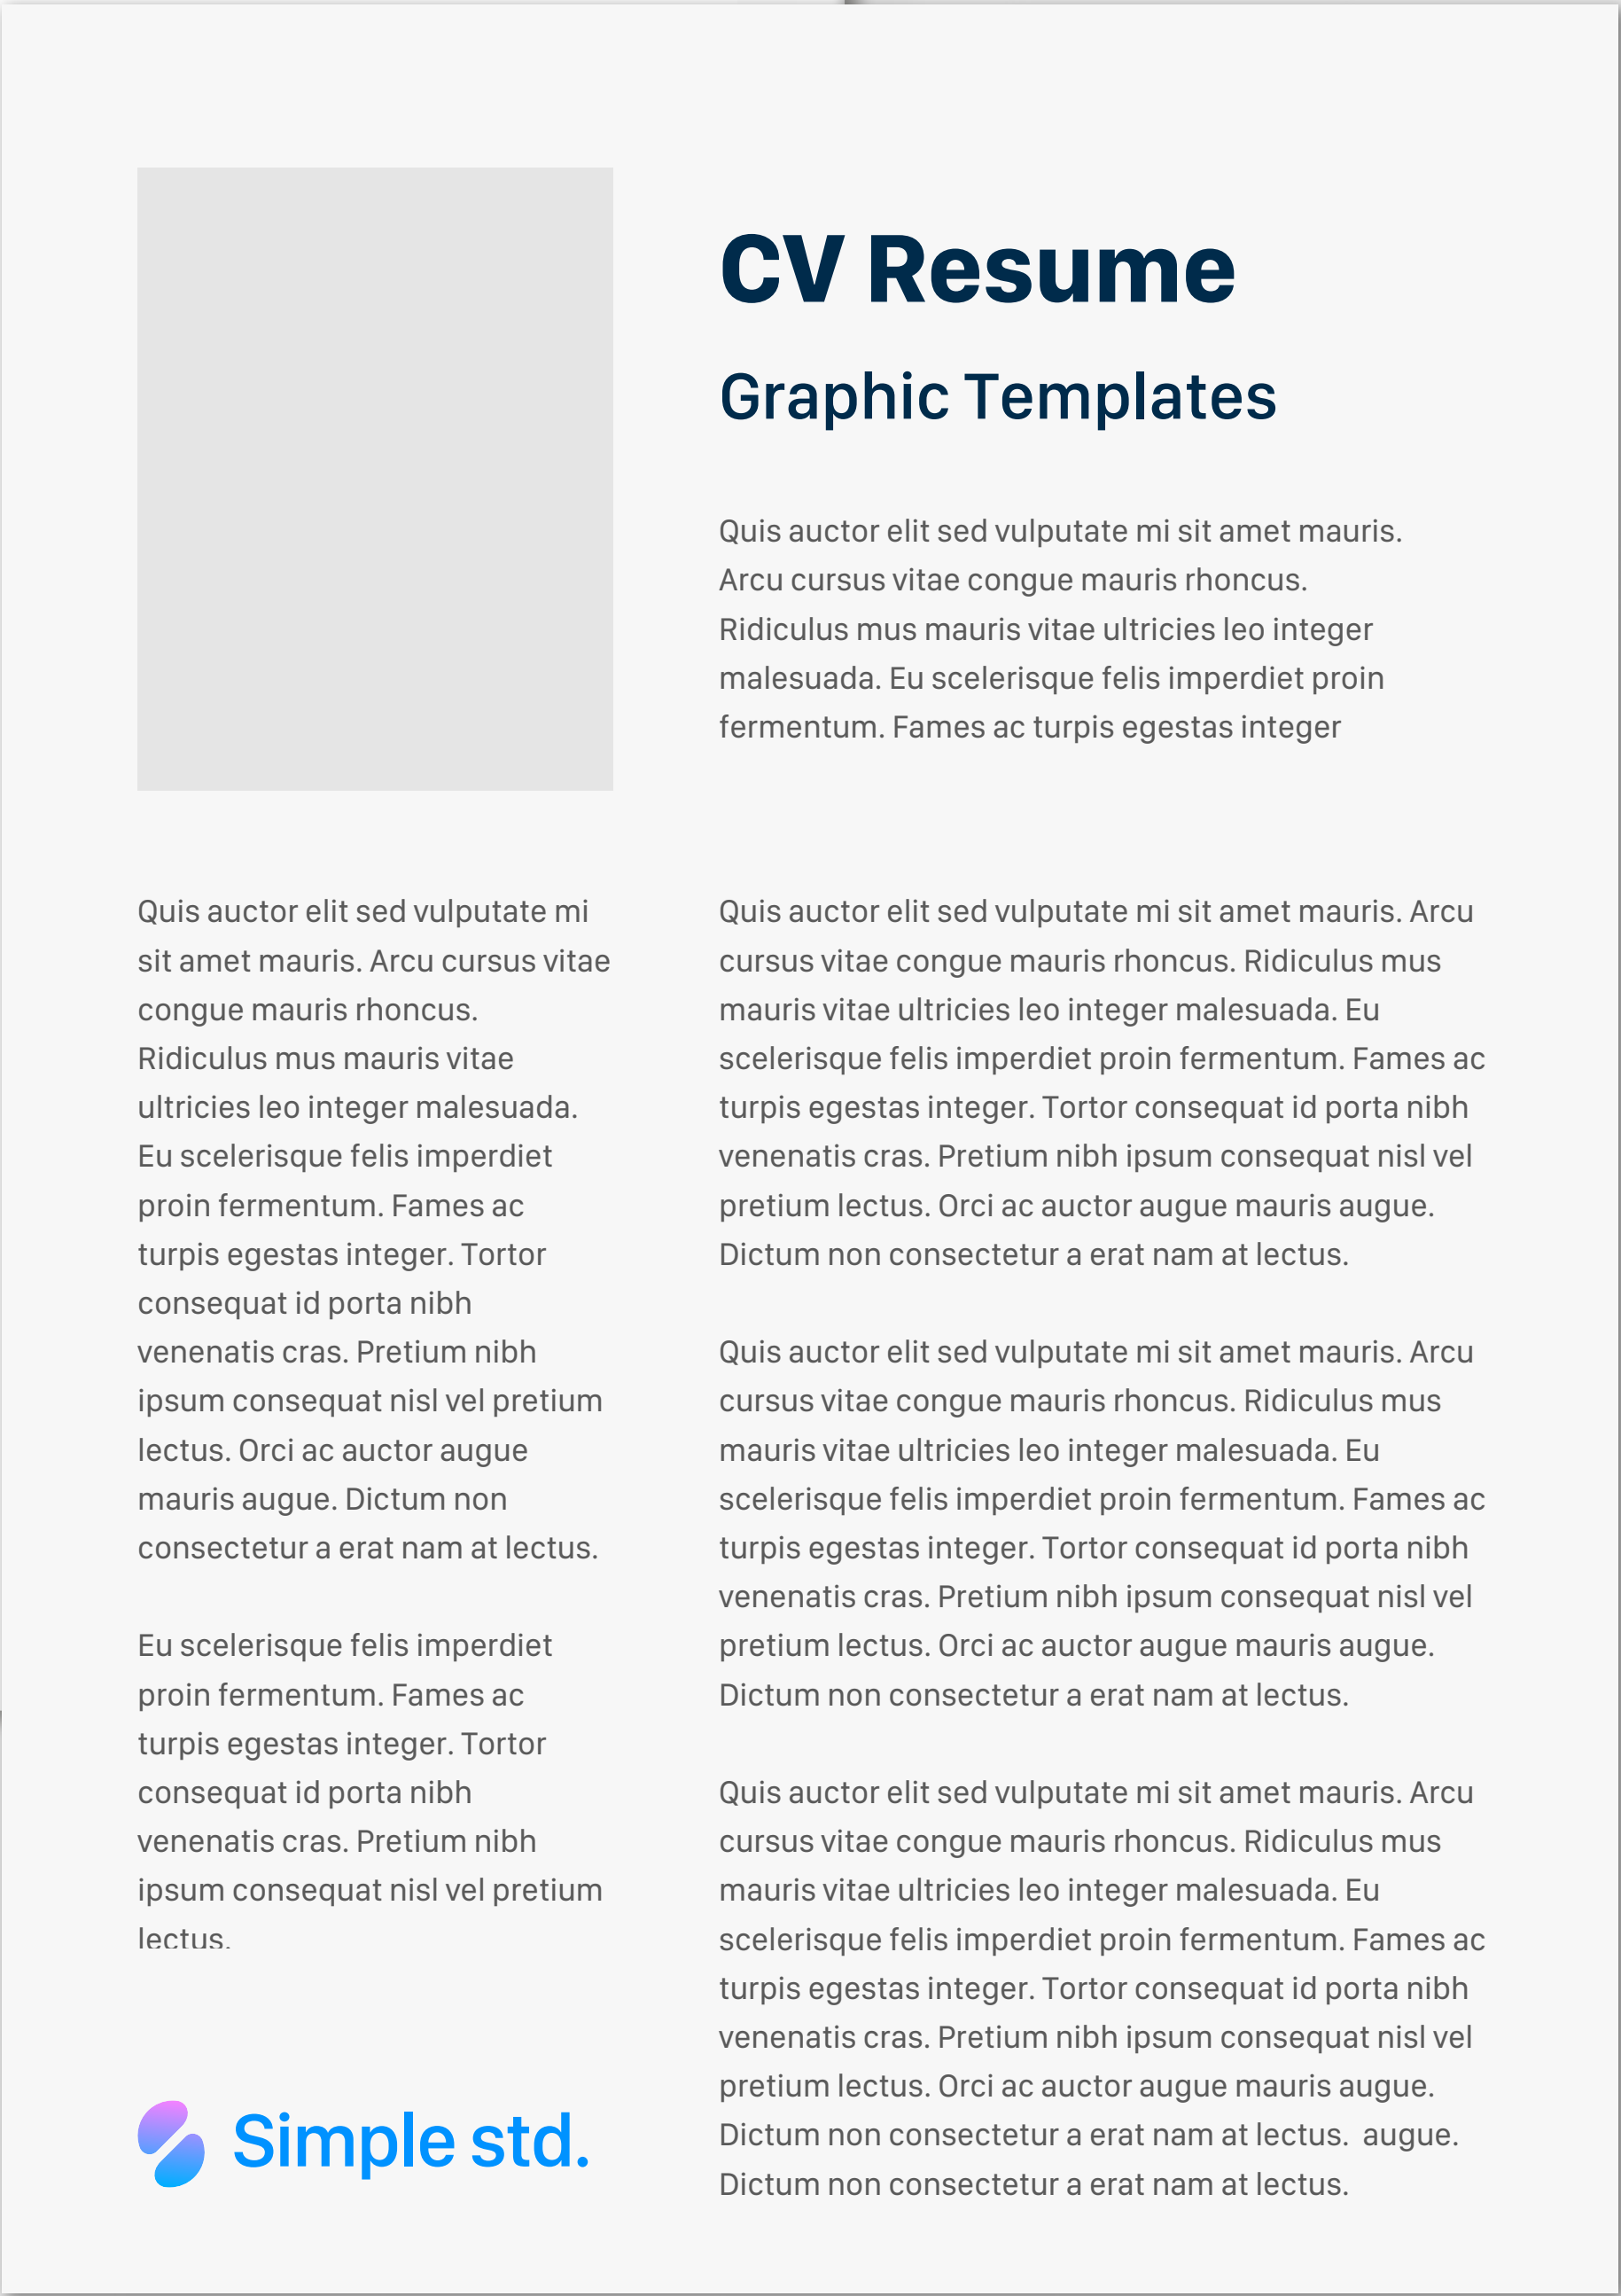 CV Resume
Graphic Templates
Quis auctor elit sed vulputate mi sit amet mauris.
Arcu cursus vitae congue mauris rhoncus.
Ridiculus mus mauris vitae ultricies leo integer
malesuada. Eu scelerisque felis imperdiet proin
fermentum. Fames ac turpis egestas integer
Quis auctor elit sed vulputate mi
sit amet mauris. Arcu cursus vitae
congue mauris rhoncus.
Ridiculus mus mauris vitae
ultricies leo integer malesuada.
Eu scelerisque felis imperdiet
proin fermentum. Fames ac
turpis egestas integer. Tortor
consequat id porta nibh
venenatis cras. Pretium nibh
ipsum consequat nisl vel pretium
lectus. Orci ac auctor augue
mauris augue. Dictum non
consectetur a erat nam at lectus.
Eu scelerisque felis imperdiet
proin fermentum. Fames ac
turpis egestas integer. Tortor
consequat id porta nibh
venenatis cras. Pretium nibh
ipsum consequat nisl vel pretium
lectus.
Simple std.
Quis auctor elit sed vulputate mi sit amet mauris. Arcu
cursus vitae congue mauris rhoncus. Ridiculus mus
mauris vitae ultricies leo integer malesuada. Eu
scelerisque felis imperdiet proin fermentum. Fames ac
turpis egestas integer. Tortor consequat id porta nibh
venenatis cras. Pretium nibh ipsum consequat nisl vel
pretium lectus. Orci ac auctor augue mauris augue.
Dictum non consectetur a erat nam at lectus.
Quis auctor elit sed vulputate mi sit amet mauris. Arcu
cursus vitae congue mauris rhoncus. Ridiculus mus
mauris vitae ultricies leo integer malesuada. Eu
scelerisque felis imperdiet proin fermentum. Fames ac
turpis egestas integer. Tortor consequat id porta nibh
venenatis cras. Pretium nibh ipsum consequat nisl vel
pretium lectus. Orci ac auctor augue mauris augue.
Dictum non consectetur a erat nam at lectus.
Quis auctor elit sed vulputate mi sit amet mauris. Arcu
cursus vitae congue mauris rhoncus. Ridiculus mus
mauris vitae ultricies leo integer malesuada. Eu
scelerisque felis imperdiet proin fermentum. Fames ac
turpis egestas integer. Tortor consequat id porta nibh
venenatis cras. Pretium nibh ipsum consequat nisl vel
pretium lectus. Orci ac auctor augue mauris augue.
Dictum non consectetur a erat nam at lectus.  augue.
Dictum non consectetur a erat nam at lectus.